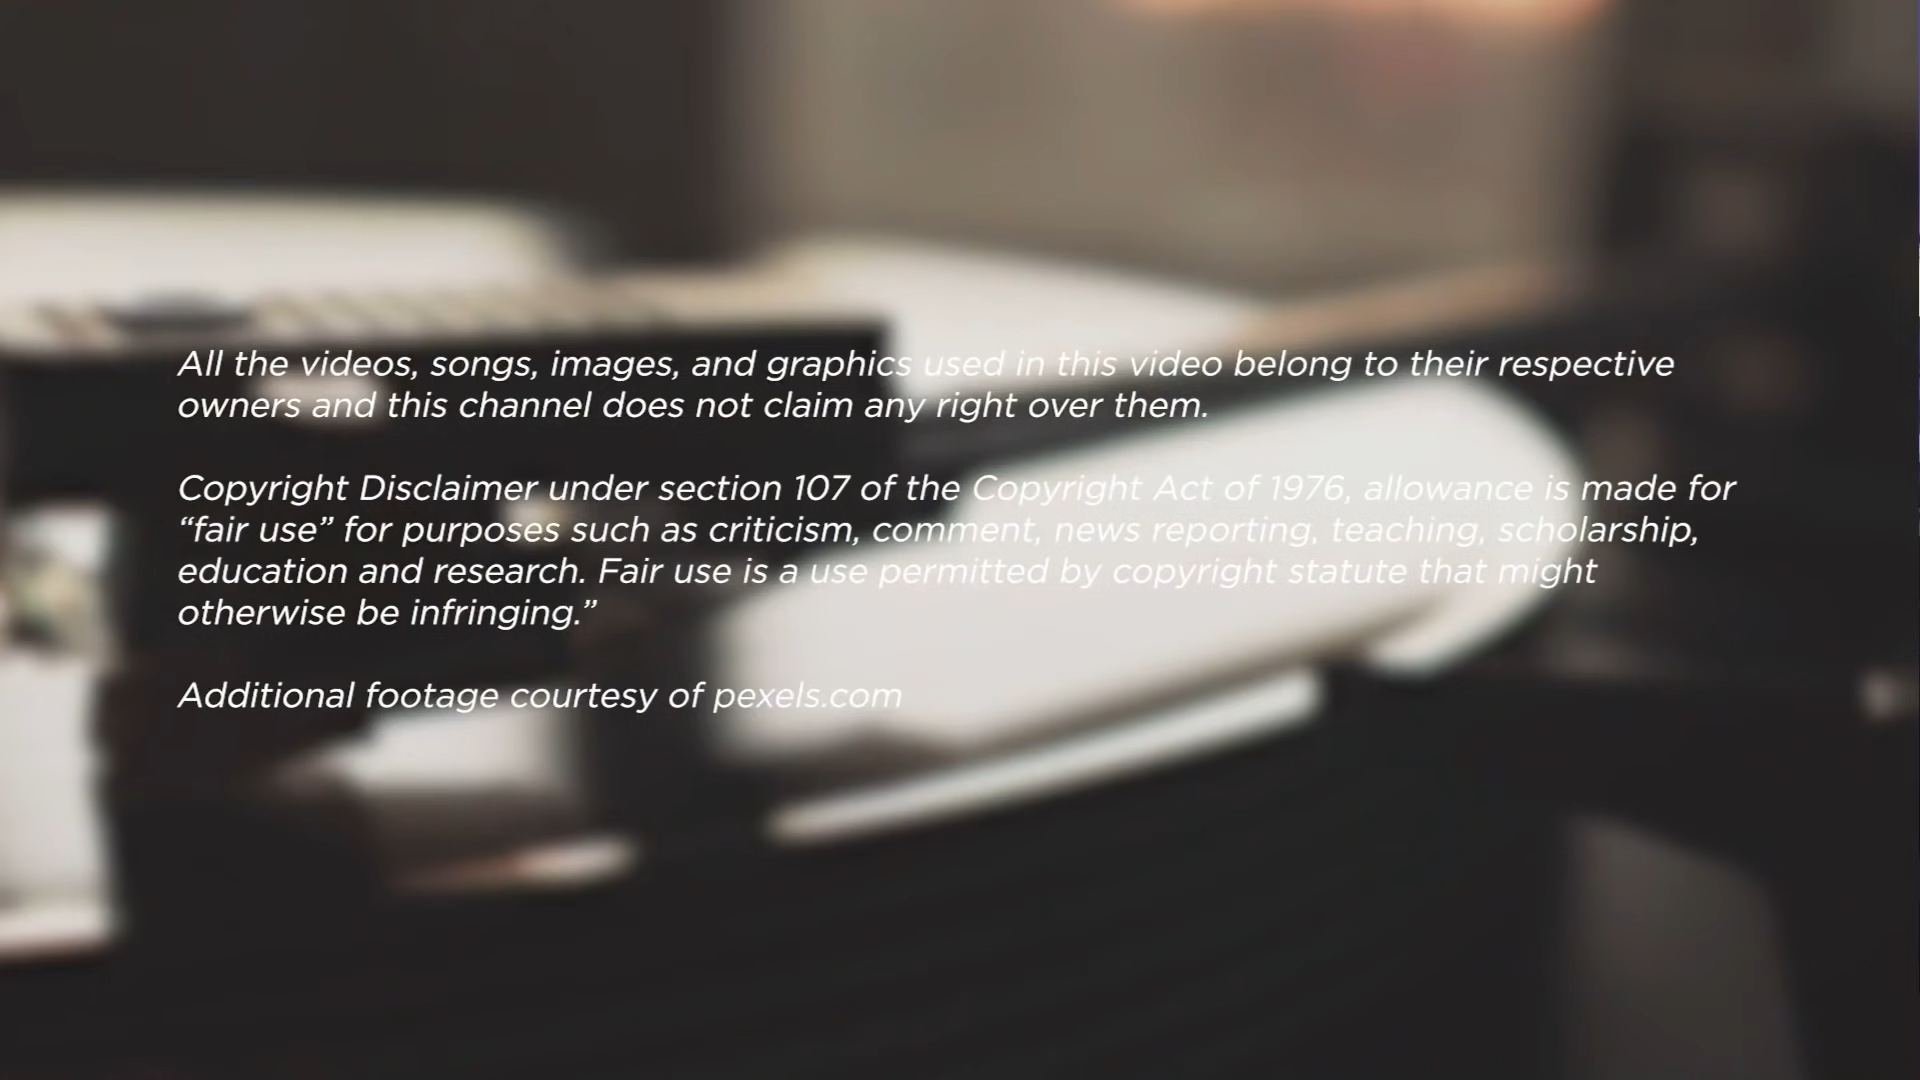 All the videos, songs, images, and graphics used in this video belong to their respective
owners and this channel does not claim any right over them.
Copyright Disclaimer under section 107 of the Copyright Act of 1976, allowance is made for
“fair use” for purposes such as criticism, comment, news reporting, teaching, scholarship,
education and research. Fair use is a use permitted by copyright statute that might
otherwise be infringing.”
Additional footage courtesy of pexels.com